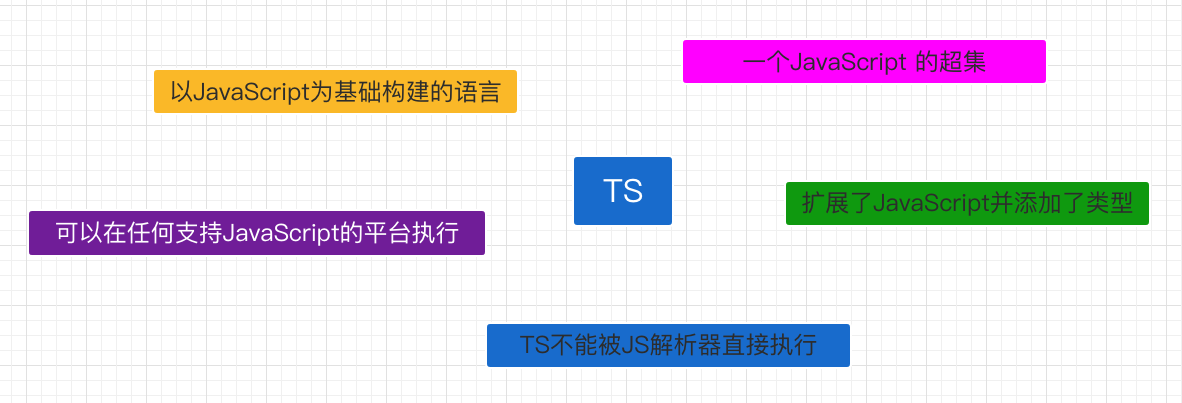 一个JavaScript 的超集
以JavaScript为基础构建的语言
TS
扩展了JavaScript并添加了类型
可以在任何支持JavaScript的平台执行
TS不能被JS解析器直接执行